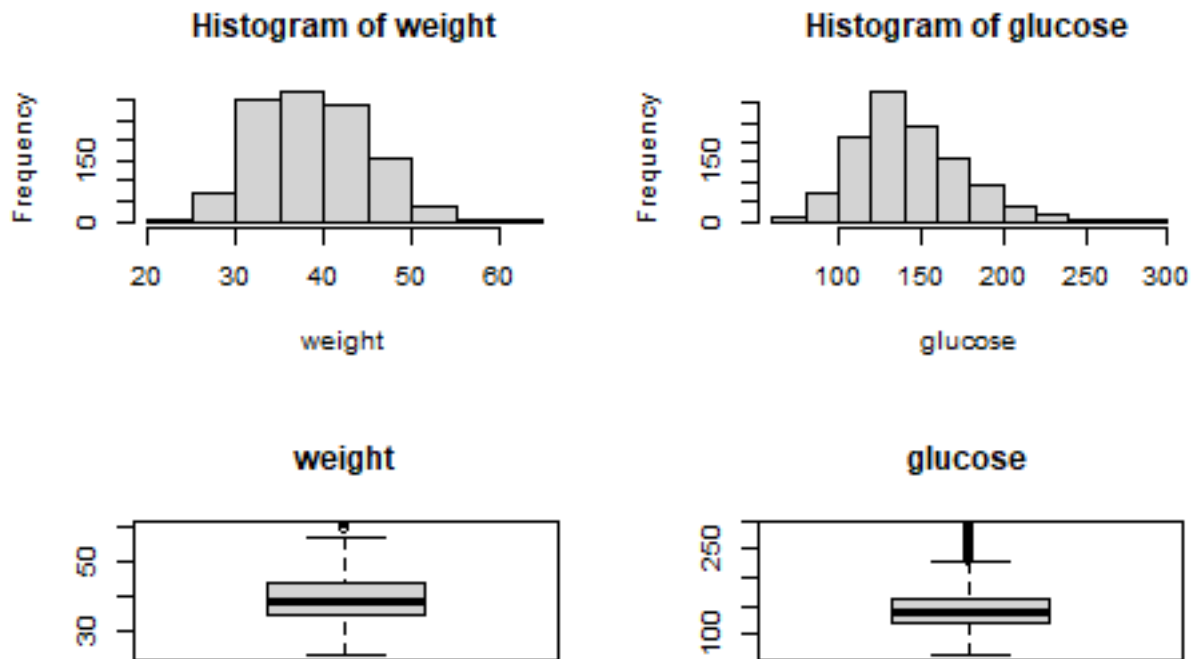 Histogram of weight
Frequency
0 150
20 30 40 50 60
weight
Histogram of glucose
Frequency
0 150
100 150 200 250 300
glucose
weight
30 50
glucose
100 250